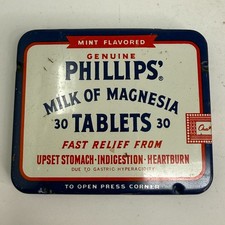 MINT FLAVORED
GENUINE
PHILLIPS'
MILK OF MAGNESIA
30 TABLETS 30
FAST RELIEF FROM
UPSET STOMACH·INDIGESTION·HEARTBURN
DUE TO GASTRIC HYPERACIDITY
TO OPEN PRESS CORNER